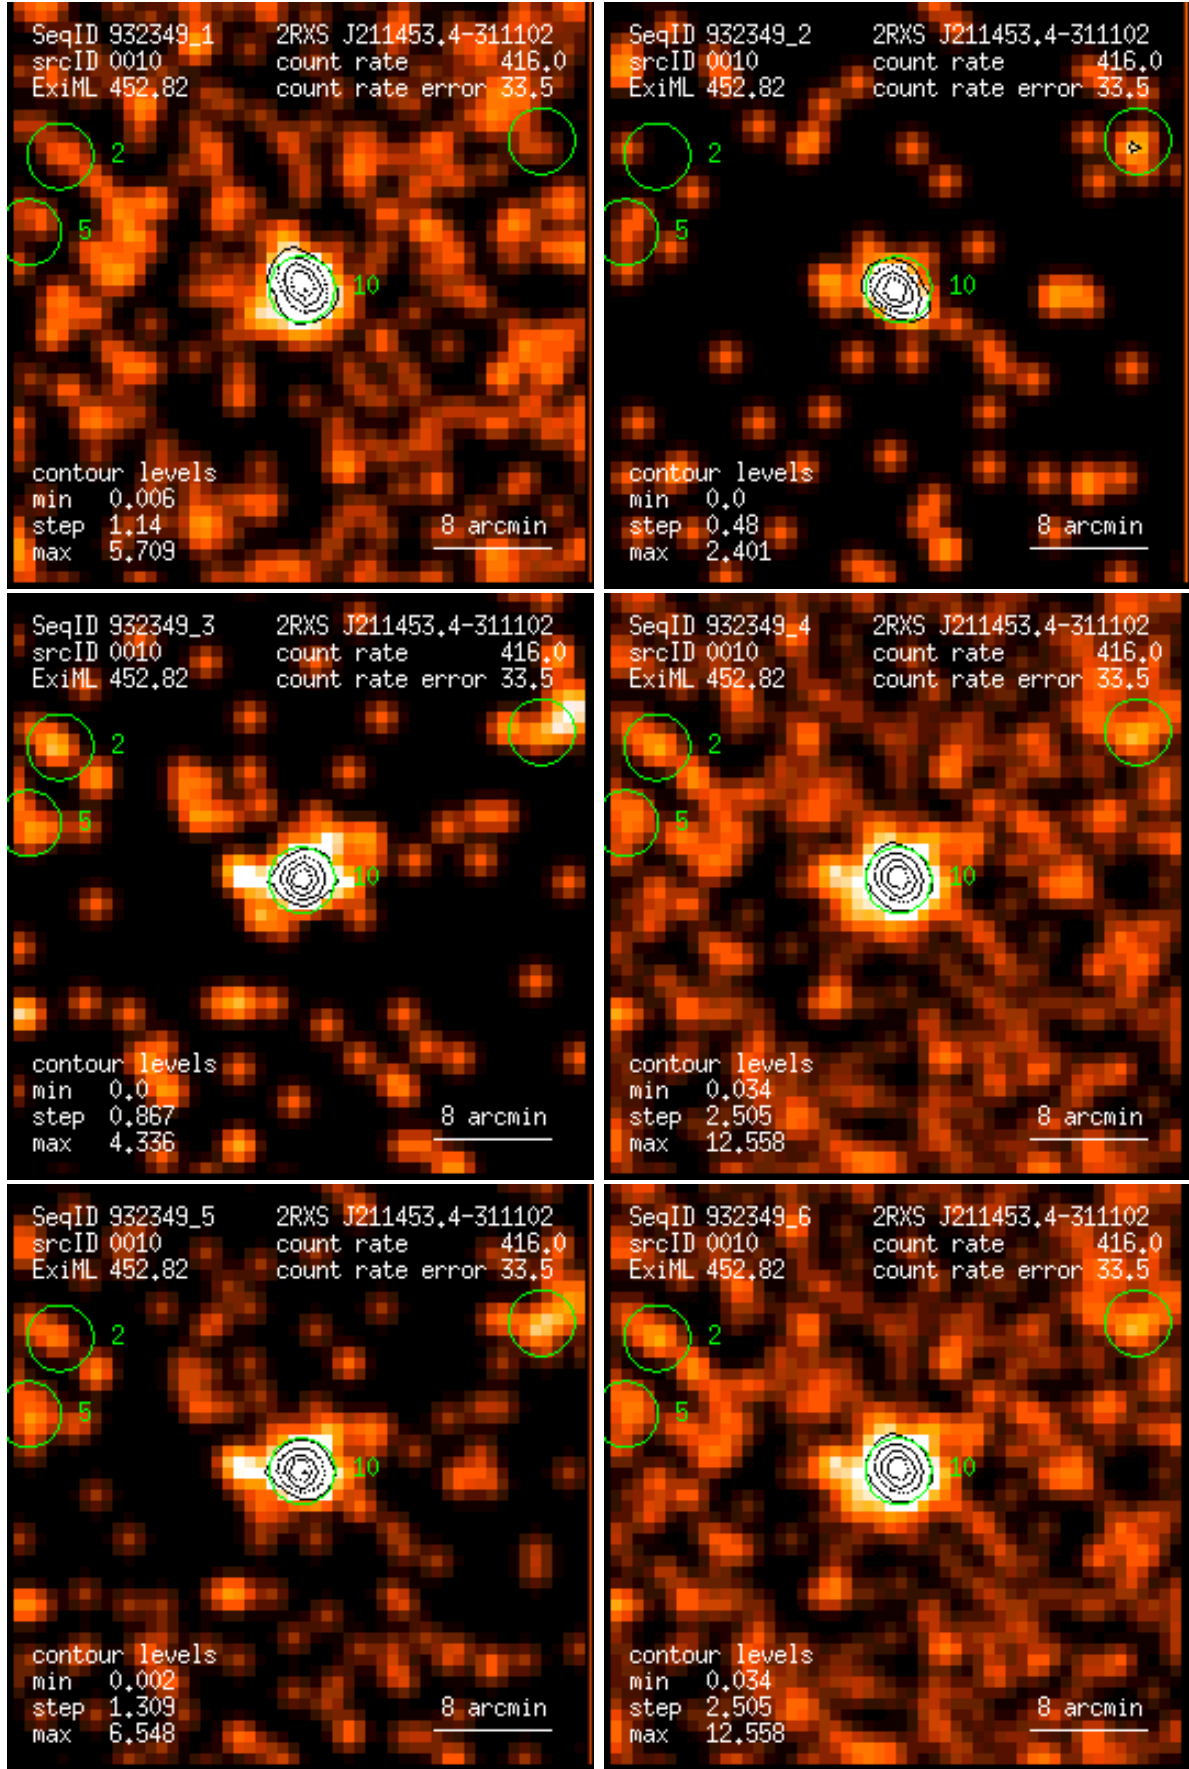 SeqID 932349_1 2RXS J211453.4-311102
srcID 0010 count rate 416.0
ExiML 452.82 count rate error 33.5
2
5
10
contour levels
min 0.006
step 1.14 8 arcmin
max 5.709
SeqID 932349_2 2RXS J211453.4-311102
srcID 0010 count rate 416.0
ExiML 452.82 count rate error 33.5
2
5
10
contour levels
min 0.0
step 0.48 8 arcmin
max 2.401
SeqID 932349_3 2RXS J211453.4-311102
srcID 0010 count rate 416.0
ExiML 452.82 count rate error 33.5
2
5
10
contour levels
min 0.0
step 0.867 8 arcmin
max 4.336
SeqID 932349_4 2RXS J211453.4-311102
srcID 0010 count rate 416.0
ExiML 452.82 count rate error 33.5
2
5
10
contour levels
min 0.034
step 2.505 8 arcmin
max 12.558
SeqID 932349_5 2RXS J211453.4-311102
srcID 0010 count rate 416.0
ExiML 452.82 count rate error 33.5
2
5
10
contour levels
min 0.002
step 1.309 8 arcmin
max 6.548
SeqID 932349_6 2RXS J211453.4-311102
srcID 0010 count rate 416.0
ExiML 452.82 count rate error 33.5
2
5
10
contour levels
min 0.034
step 2.505 8 arcmin
max 12.558